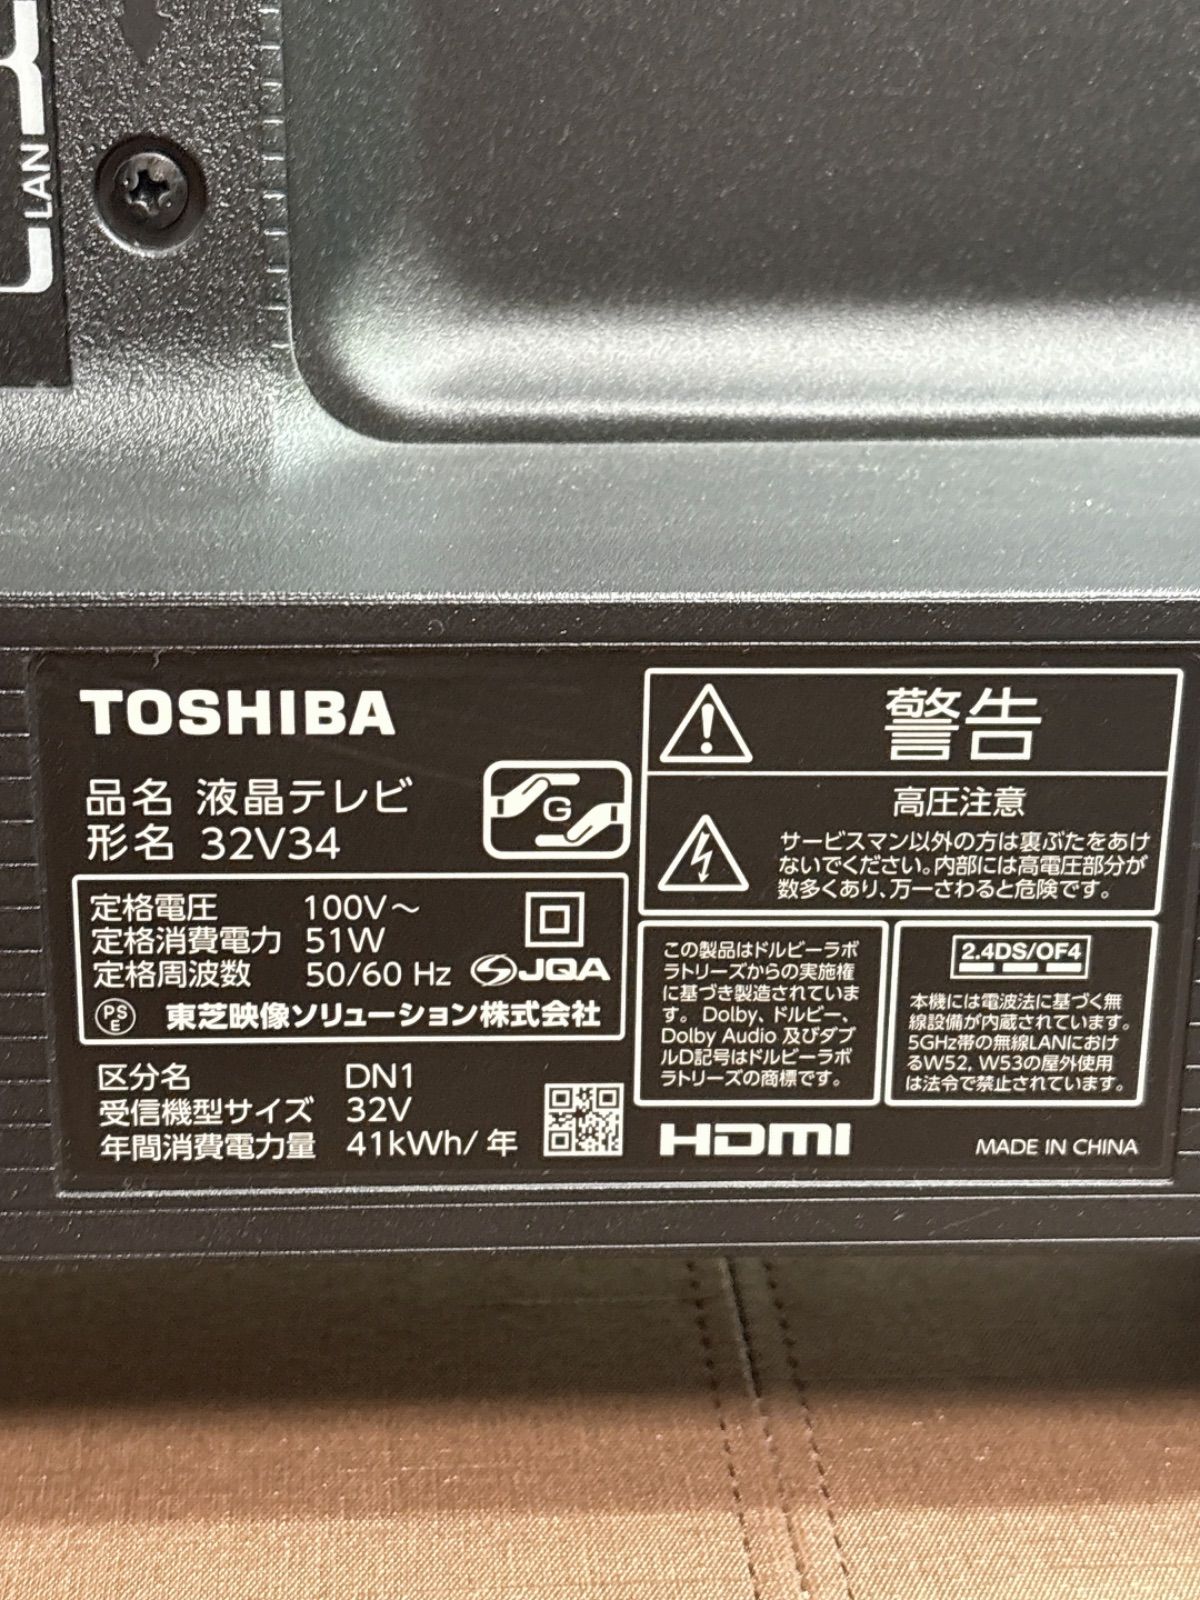 LAN
TOSHIBA
品名 液晶テレビ
形名 32V34
G
定格電圧 100V～
定格消費電力 51W
定格周波数 50/60 Hz
JQA
PS
E
東芝映像ソリューション株式会社
区分名 DN1
受信機型サイズ 32V
年間消費電力量 41kWh/年
警告
高圧注意
サービスマン以外の方は裏ぶたをあけ
ないでください。内部には高電圧部分が
数多くあり、万一さわると危険です。
この製品はドルビーラボ
ラトリーズからの実施権
に基づき製造されていま
す。Dolby、ドルビー、
Dolby Audio 及びダブ
ルD記号はドルビーラボ
ラトリーズの商標です。
2.4DS/OF4
本機には電波法に基づく無
線設備が内蔵されています。
5GHz帯の無線LANにおけ
るW52, W53の屋外使用
は法令で禁止されています。
HDMI
MADE IN CHINA